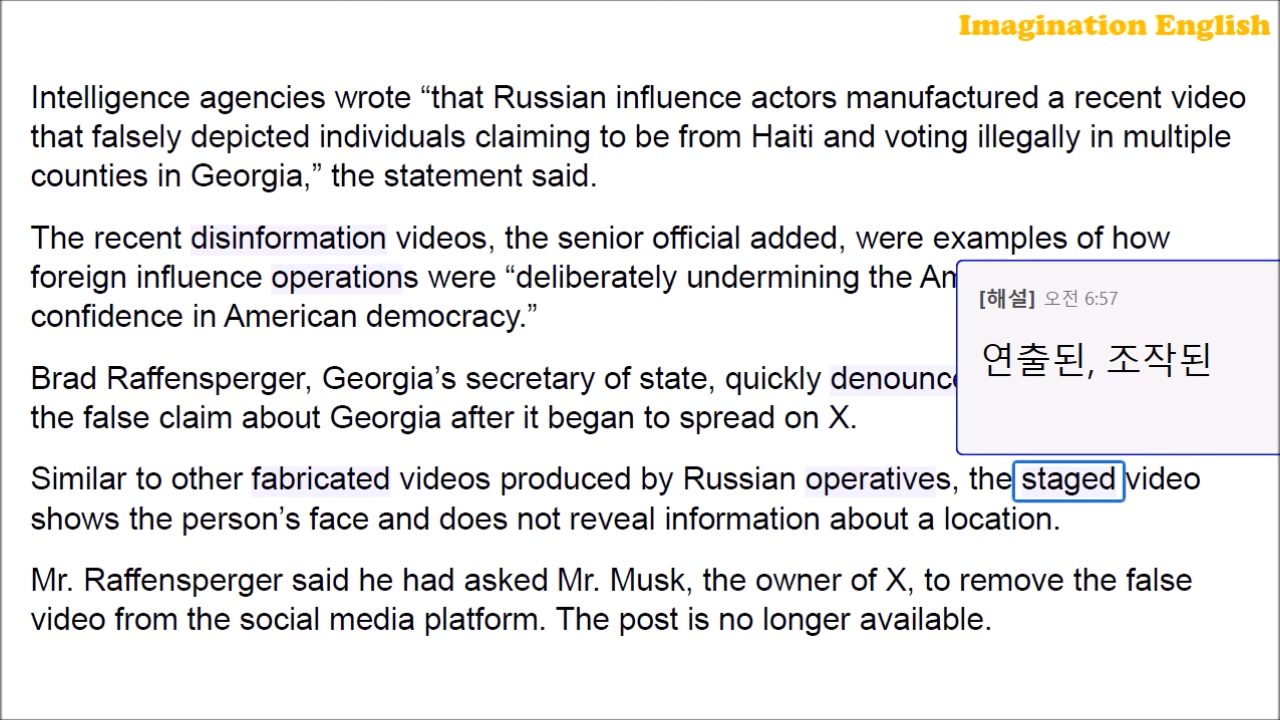 Imagination English
Intelligence agencies wrote “that Russian influence actors manufactured a recent video
that falsely depicted individuals claiming to be from Haiti and voting illegally in multiple
counties in Georgia,” the statement said.
The recent disinformation videos, the senior official added, were examples of how
foreign influence operations were “deliberately undermining the
confidence in American democracy.”
[해설] 오전 6:57
연출된, 조작된
Brad Raffensperger, Georgia’s secretary of state, quickly
the false claim about Georgia after it began to spread on X.
Similar to other fabricated videos produced by Russian operatives, the staged video
shows the person’s face and does not reveal information about a location.
Mr. Raffensperger said he had asked Mr. Musk, the owner of X, to remove the false
video from the social media platform. The post is no longer available.